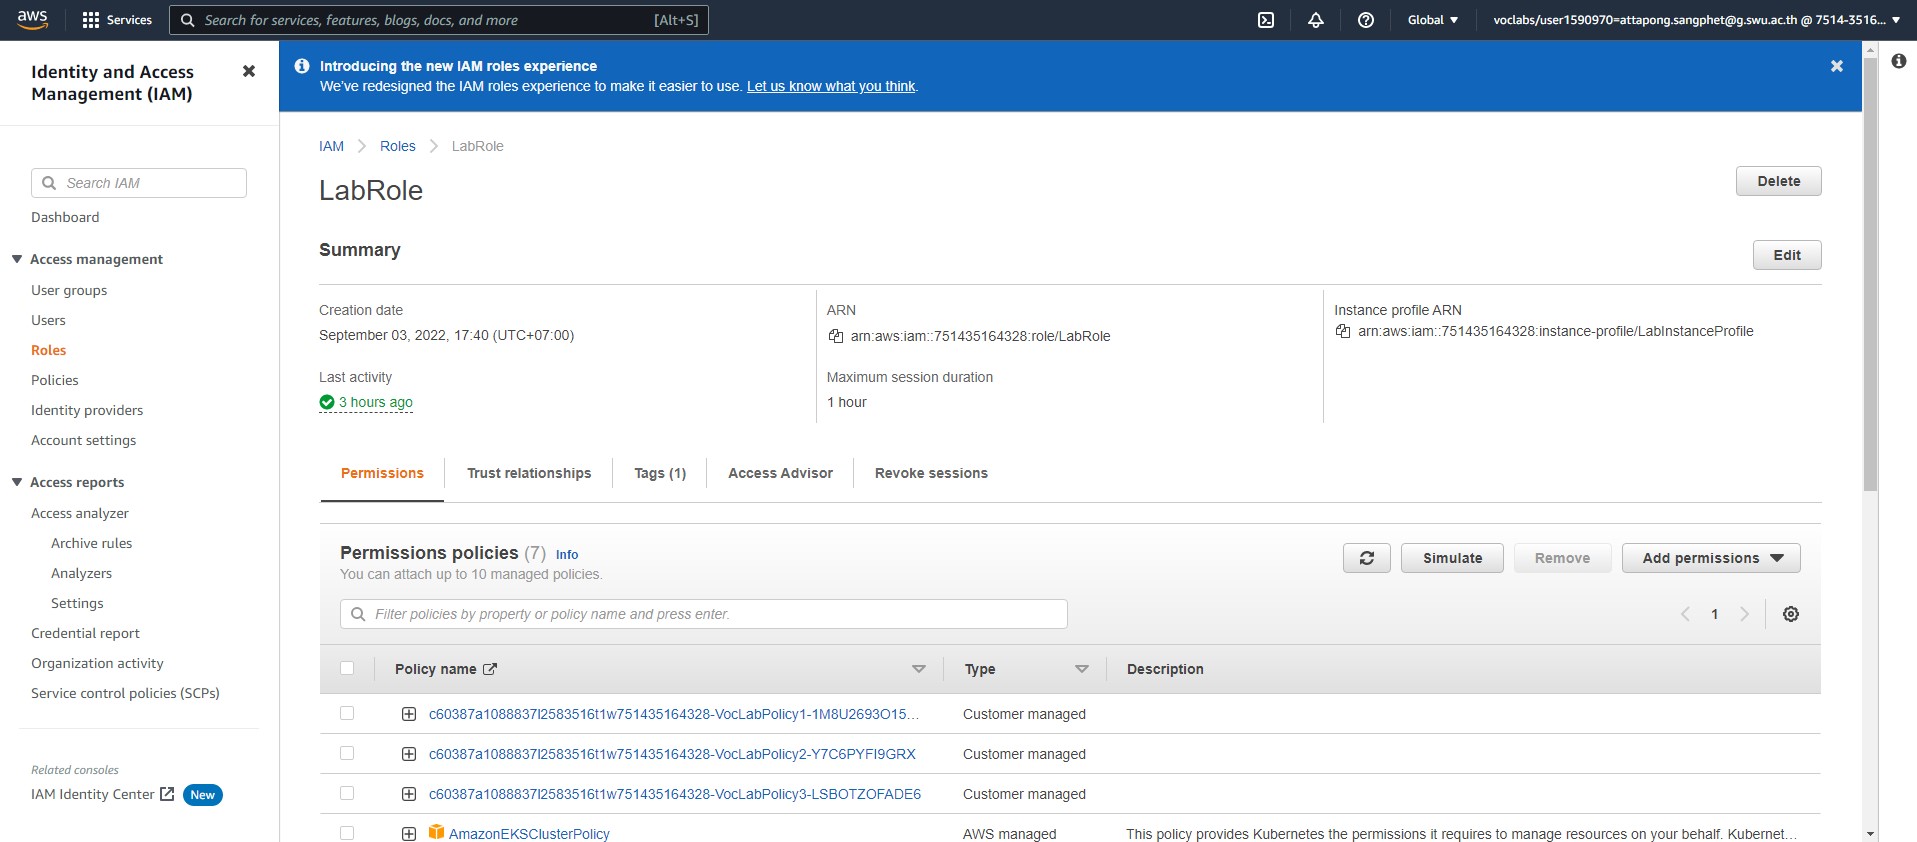 aws
Services
Search for services, features, blogs, docs, and more
[Alt+S]
Global
voclabs/user1590970=attapong.sangphet@g.swu.ac.th @ 7514-3516...
Identity and Access
Management (IAM)
Introducing the new IAM roles experience
We've redesigned the IAM roles experience to make it easier to use. Let us know what you think.
Search IAM
Dashboard
Access management
User groups
Users
Roles
Policies
Identity providers
Account settings
Access reports
Access analyzer
Archive rules
Analyzers
Settings
Credential report
Organization activity
Service control policies (SCPs)
Related consoles
IAM Identity Center
New
IAM
Roles
LabRole
LabRole
Delete
Summary
Edit
Creation date
September 03, 2022, 17:40 (UTC+07:00)
Last activity
3 hours ago
ARN
arn:aws:iam::751435164328:role/LabRole
Maximum session duration
1 hour
Instance profile ARN
arn:aws:iam::751435164328:instance-profile/LabInstanceProfile
Permissions
Trust relationships
Tags (1)
Access Advisor
Revoke sessions
Permissions policies (7)
Info
You can attach up to 10 managed policies.
Simulate
Remove
Add permissions
Filter policies by property or policy name and press enter.
1
Policy name
Type
Description
c60387a1088837l2583516t1w751435164328-VocLabPolicy1-1M8U2693O15...
Customer managed
c60387a1088837l2583516t1w751435164328-VocLabPolicy2-Y7C6PYFI9GRX
Customer managed
c60387a1088837l2583516t1w751435164328-VocLabPolicy3-LSBOTZOFADE6
Customer managed
AmazonEKSClusterPolicy
AWS managed
This policy provides Kubernetes the permissions it requires to manage resources on your behalf. Kubernet...